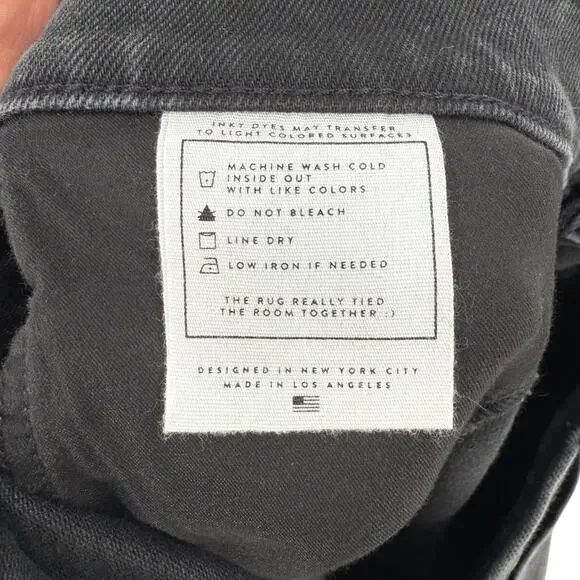 INKY DYES MAY TRANSFER
TO LIGHT COLORED SURFACES
MACHINE WASH COLD
INSIDE OUT
WITH LIKE COLORS
DO NOT BLEACH
LINE DRY
LOW IRON IF NEEDED
THE RUG REALLY TIED
THE ROOM TOGETHER :)
DESIGNED IN NEW YORK CITY
MADE IN LOS ANGELES